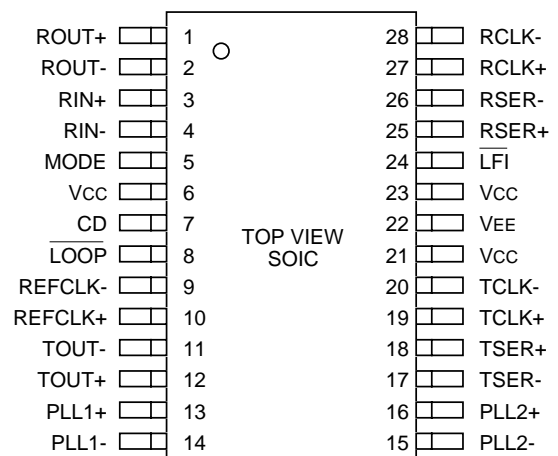 ROUT+ 1 28 RCLK-
ROUT- 2 27 RCLK+
RIN+ 3 26 RSER-
RIN- 4 25 RSER+
MODE 5 24 L̅F̅I̅
VCC 6 23 VCC
CD 7 22 VEE
L̅O̅O̅P̅ 8 21 VCC
TOP VIEW
SOIC
REFCLK- 9 20 TCLK-
REFCLK+ 10 19 TCLK+
TOUT- 11 18 TSER+
TOUT+ 12 17 TSER-
PLL1+ 13 16 PLL2+
PLL1- 14 15 PLL2-